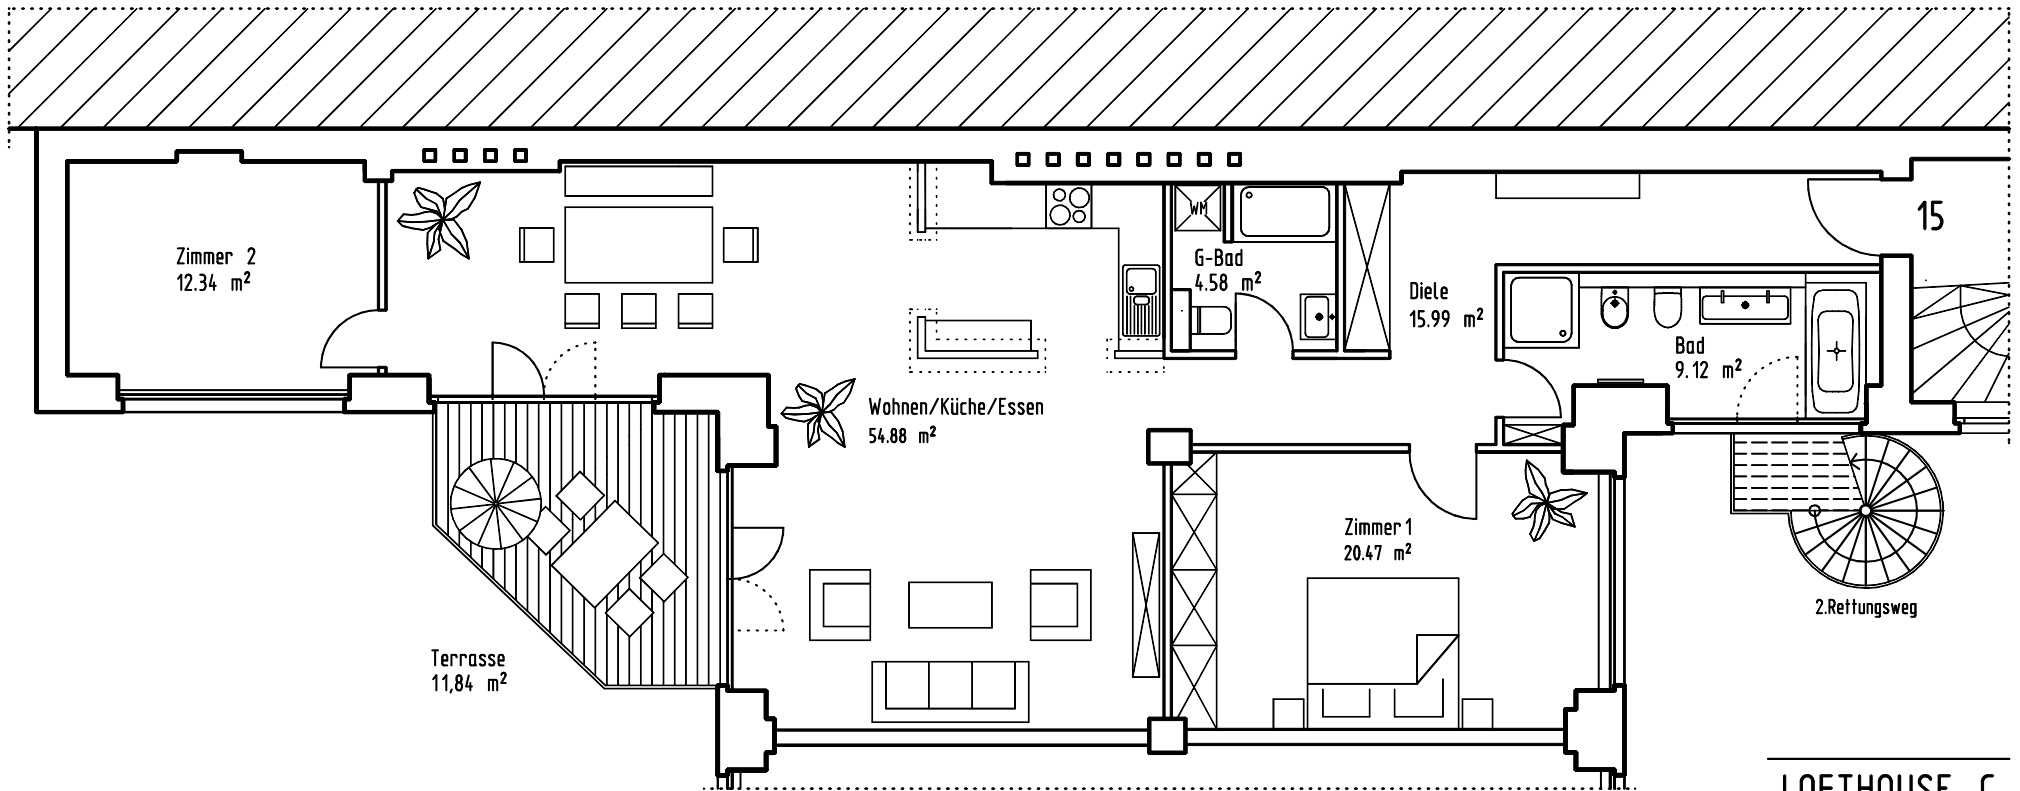 15
Zimmer 2
12.34 m²
WM
G-Bad
4.58 m²
Diele
15.99 m²
Bad
9.12 m²
Wohnen/Küche/Essen
54.88 m²
Zimmer 1
20.47 m²
2.Rettungsweg
Terrasse
11,84 m²
LOFTHOUSE C